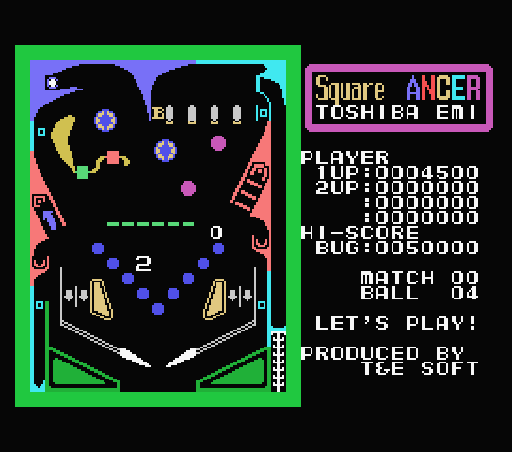 Square ANCER
TOSHIBA EMI
B
PLAYER
1UP:0004500
2UP:0000000
:0000000
:0000000
HI-SCORE
BUG:0050000
0
2
MATCH 00
BALL 04
LET'S PLAY!
PRODUCED BY
T&E SOFT